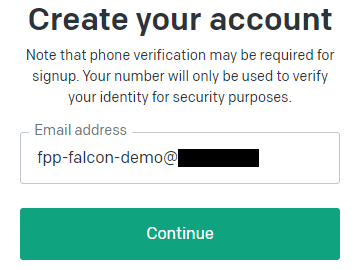 Create your account
Note that phone verification may be required for
signup. Your number will only be used to verify
your identity for security purposes.
Email address
fpp-falcon-demo@
Continue